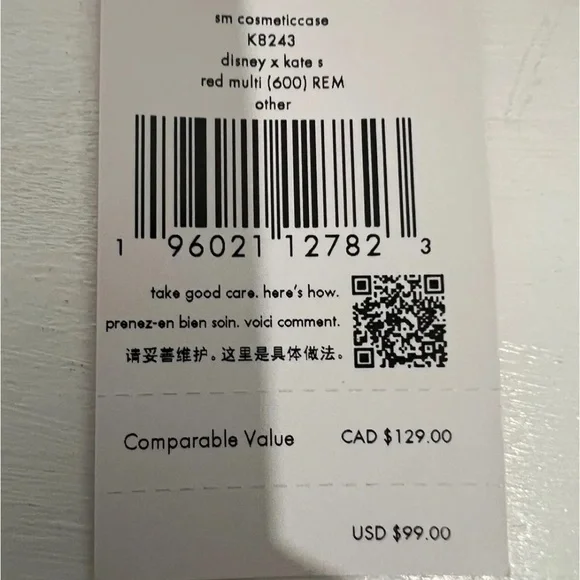 sm cosmeticcase
K8243
disney x kate s
red multi (600) REM
other
1 96021 12782 3
take good care. here's how.
prenez-en bien soin. voici comment.
请妥善维护。这里是具体做法。
Comparable Value CAD $129.00
USD $99.00